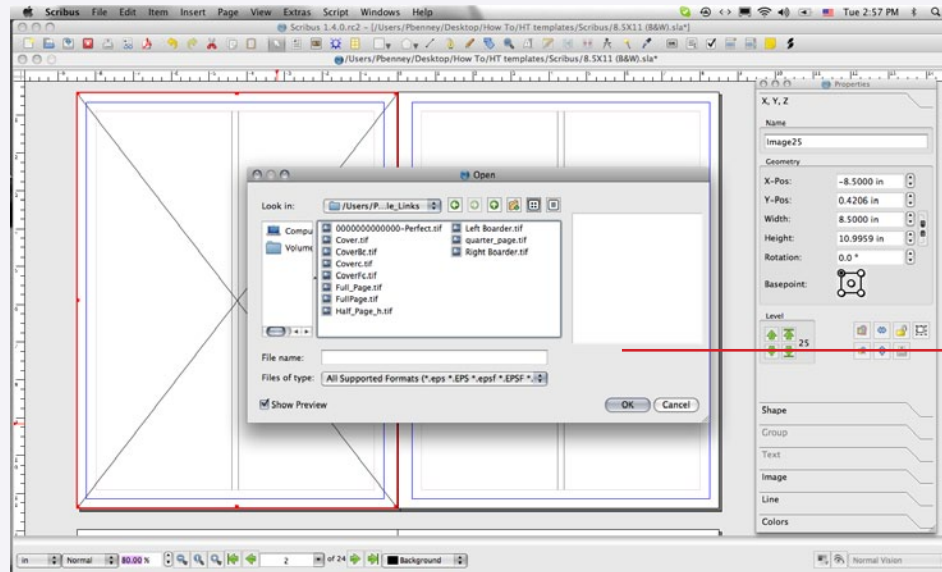 Scribus File Edit Item Insert Page View Extras Script Windows Help Tue 2:57 PM
Scribus 1.4.0.rc2 - [/Users/Pbenney/Desktop/How To/HT templates/Scribus/8.5X11 (B&W).sla*]
/Users/Pbenney/Desktop/How To/HT templates/Scribus/8.5X11 (B&W).sla*
Properties
X, Y, Z
Name
Image25
Geometry
X-Pos: -8.5000 in
Y-Pos: 0.4206 in
Width: 8.5000 in
Height: 10.9959 in
Rotation: 0.0 °
Basepoint:
Level
25
Shape
Group
Text
Image
Line
Colors
Open
Look in: /Users/P...le_Links
Compu
Volume
0000000000000-Perfect.tif
Cover.tif
CoverBc.tif
Coverc.tif
CoverFc.tif
Full_Page.tif
FullPage.tif
Half_Page_h.tif
Left Boarder.tif
quarter_page.tif
Right Boarder.tif
File name:
Files of type: All Supported Formats (*.eps *.EPS *.epsf *.EPSF *.
Show Preview
OK Cancel
in Normal 80.00 % 2 of 24 Background Normal Vision